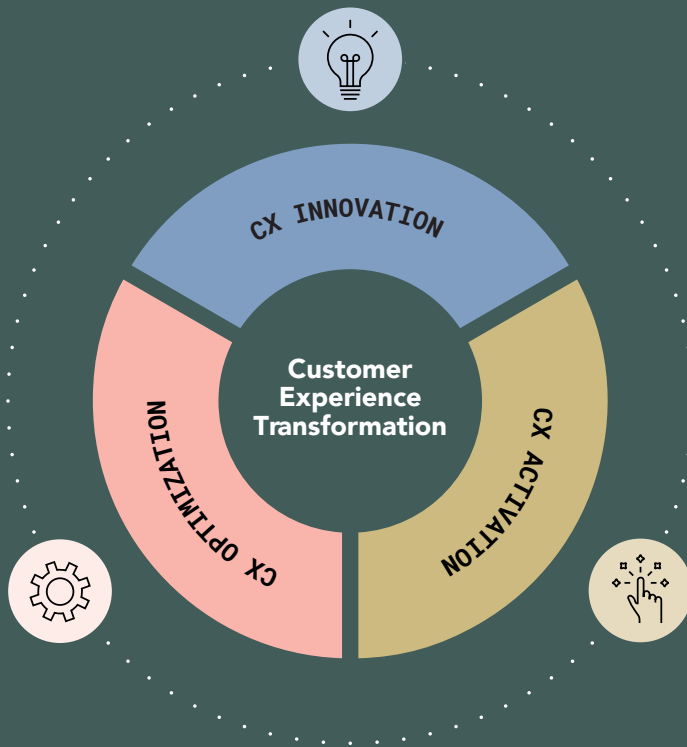 CX INNOVATION
Customer
Experience
Transformation
CX ACTIVATION
CX OPTIMIZATION